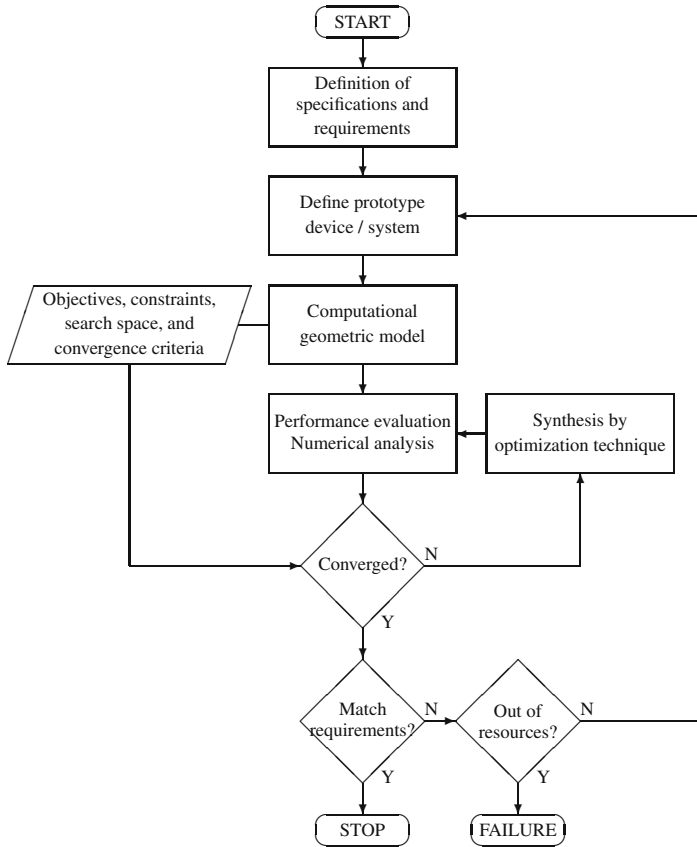 START
Definition of
specifications and
requirements
Define prototype
device / system
Objectives, constraints,
search space, and
convergence criteria
Computational
geometric model
Performance evaluation
Numerical analysis
Synthesis by
optimization technique
Converged?
N
Y
Match
requirements?
N
Out of
resources?
N
Y
Y
STOP
FAILURE